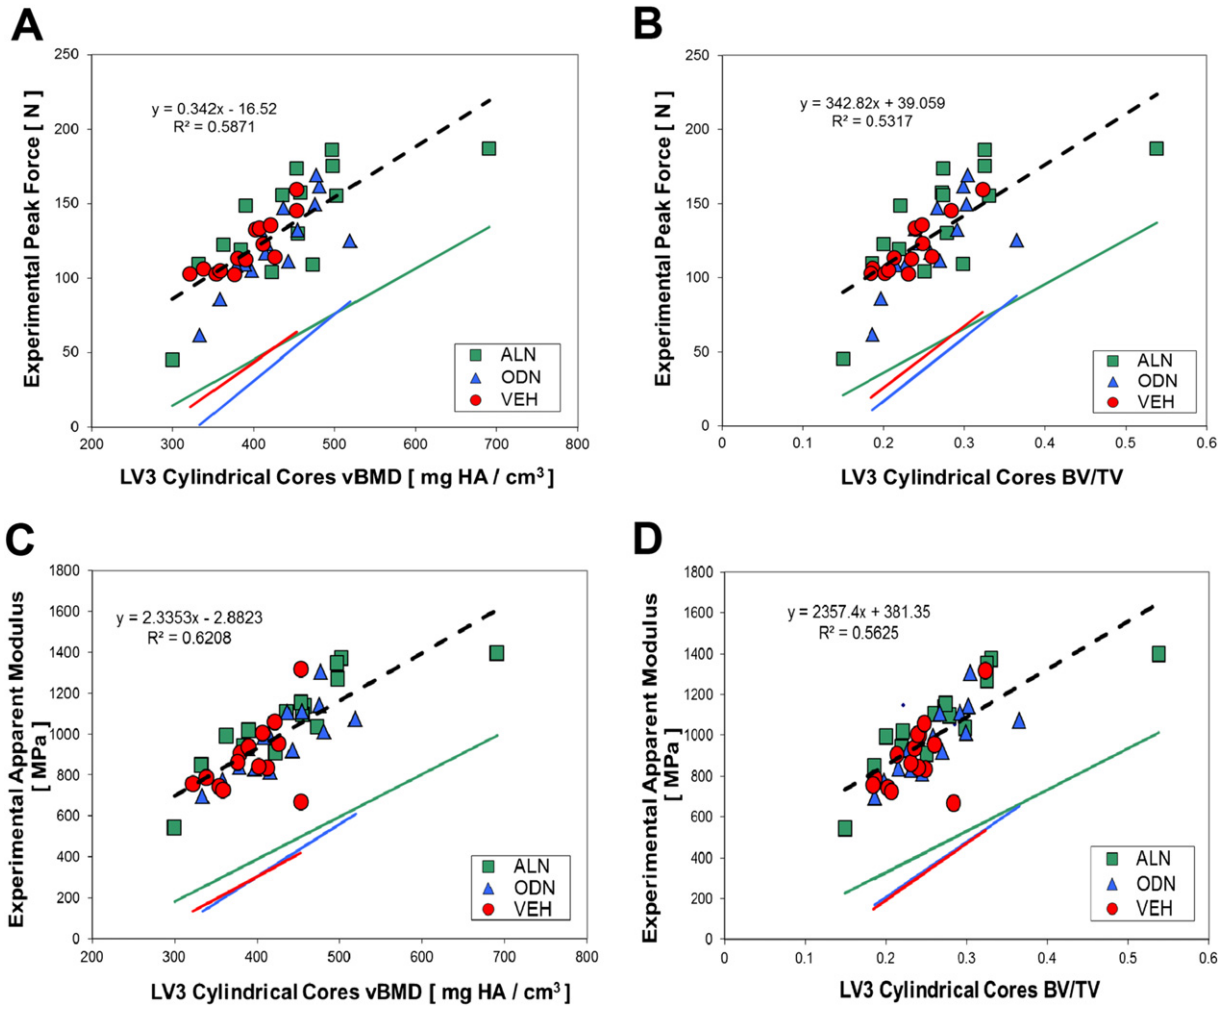 A
Experimental Peak Force [ N ]
250
200
150
100
50
0
y = 0.342x - 16.52
R² = 0.5871
ALN
ODN
VEH
200 300 400 500 600 700 800
LV3 Cylindrical Cores vBMD [ mg HA / cm³ ]
B
Experimental Peak Force [ N ]
250
200
150
100
50
0
y = 342.82x + 39.059
R² = 0.5317
ALN
ODN
VEH
0 0.1 0.2 0.3 0.4 0.5 0.6
LV3 Cylindrical Cores BV/TV
C
Experimental Apparent Modulus
[ MPa]
1800
1600
1400
1200
1000
800
600
400
200
0
y = 2.3353x - 2.8823
R² = 0.6208
ALN
ODN
VEH
200 300 400 500 600 700 800
LV3 Cylindrical Cores vBMD [ mg HA / cm³ ]
D
Experimental Apparent Modulus
[ MPa]
1800
1600
1400
1200
1000
800
600
400
200
0
y = 2357.4x + 381.35
R² = 0.5625
ALN
ODN
VEH
0 0.1 0.2 0.3 0.4 0.5 0.6
LV3 Cylindrical Cores BV/TV